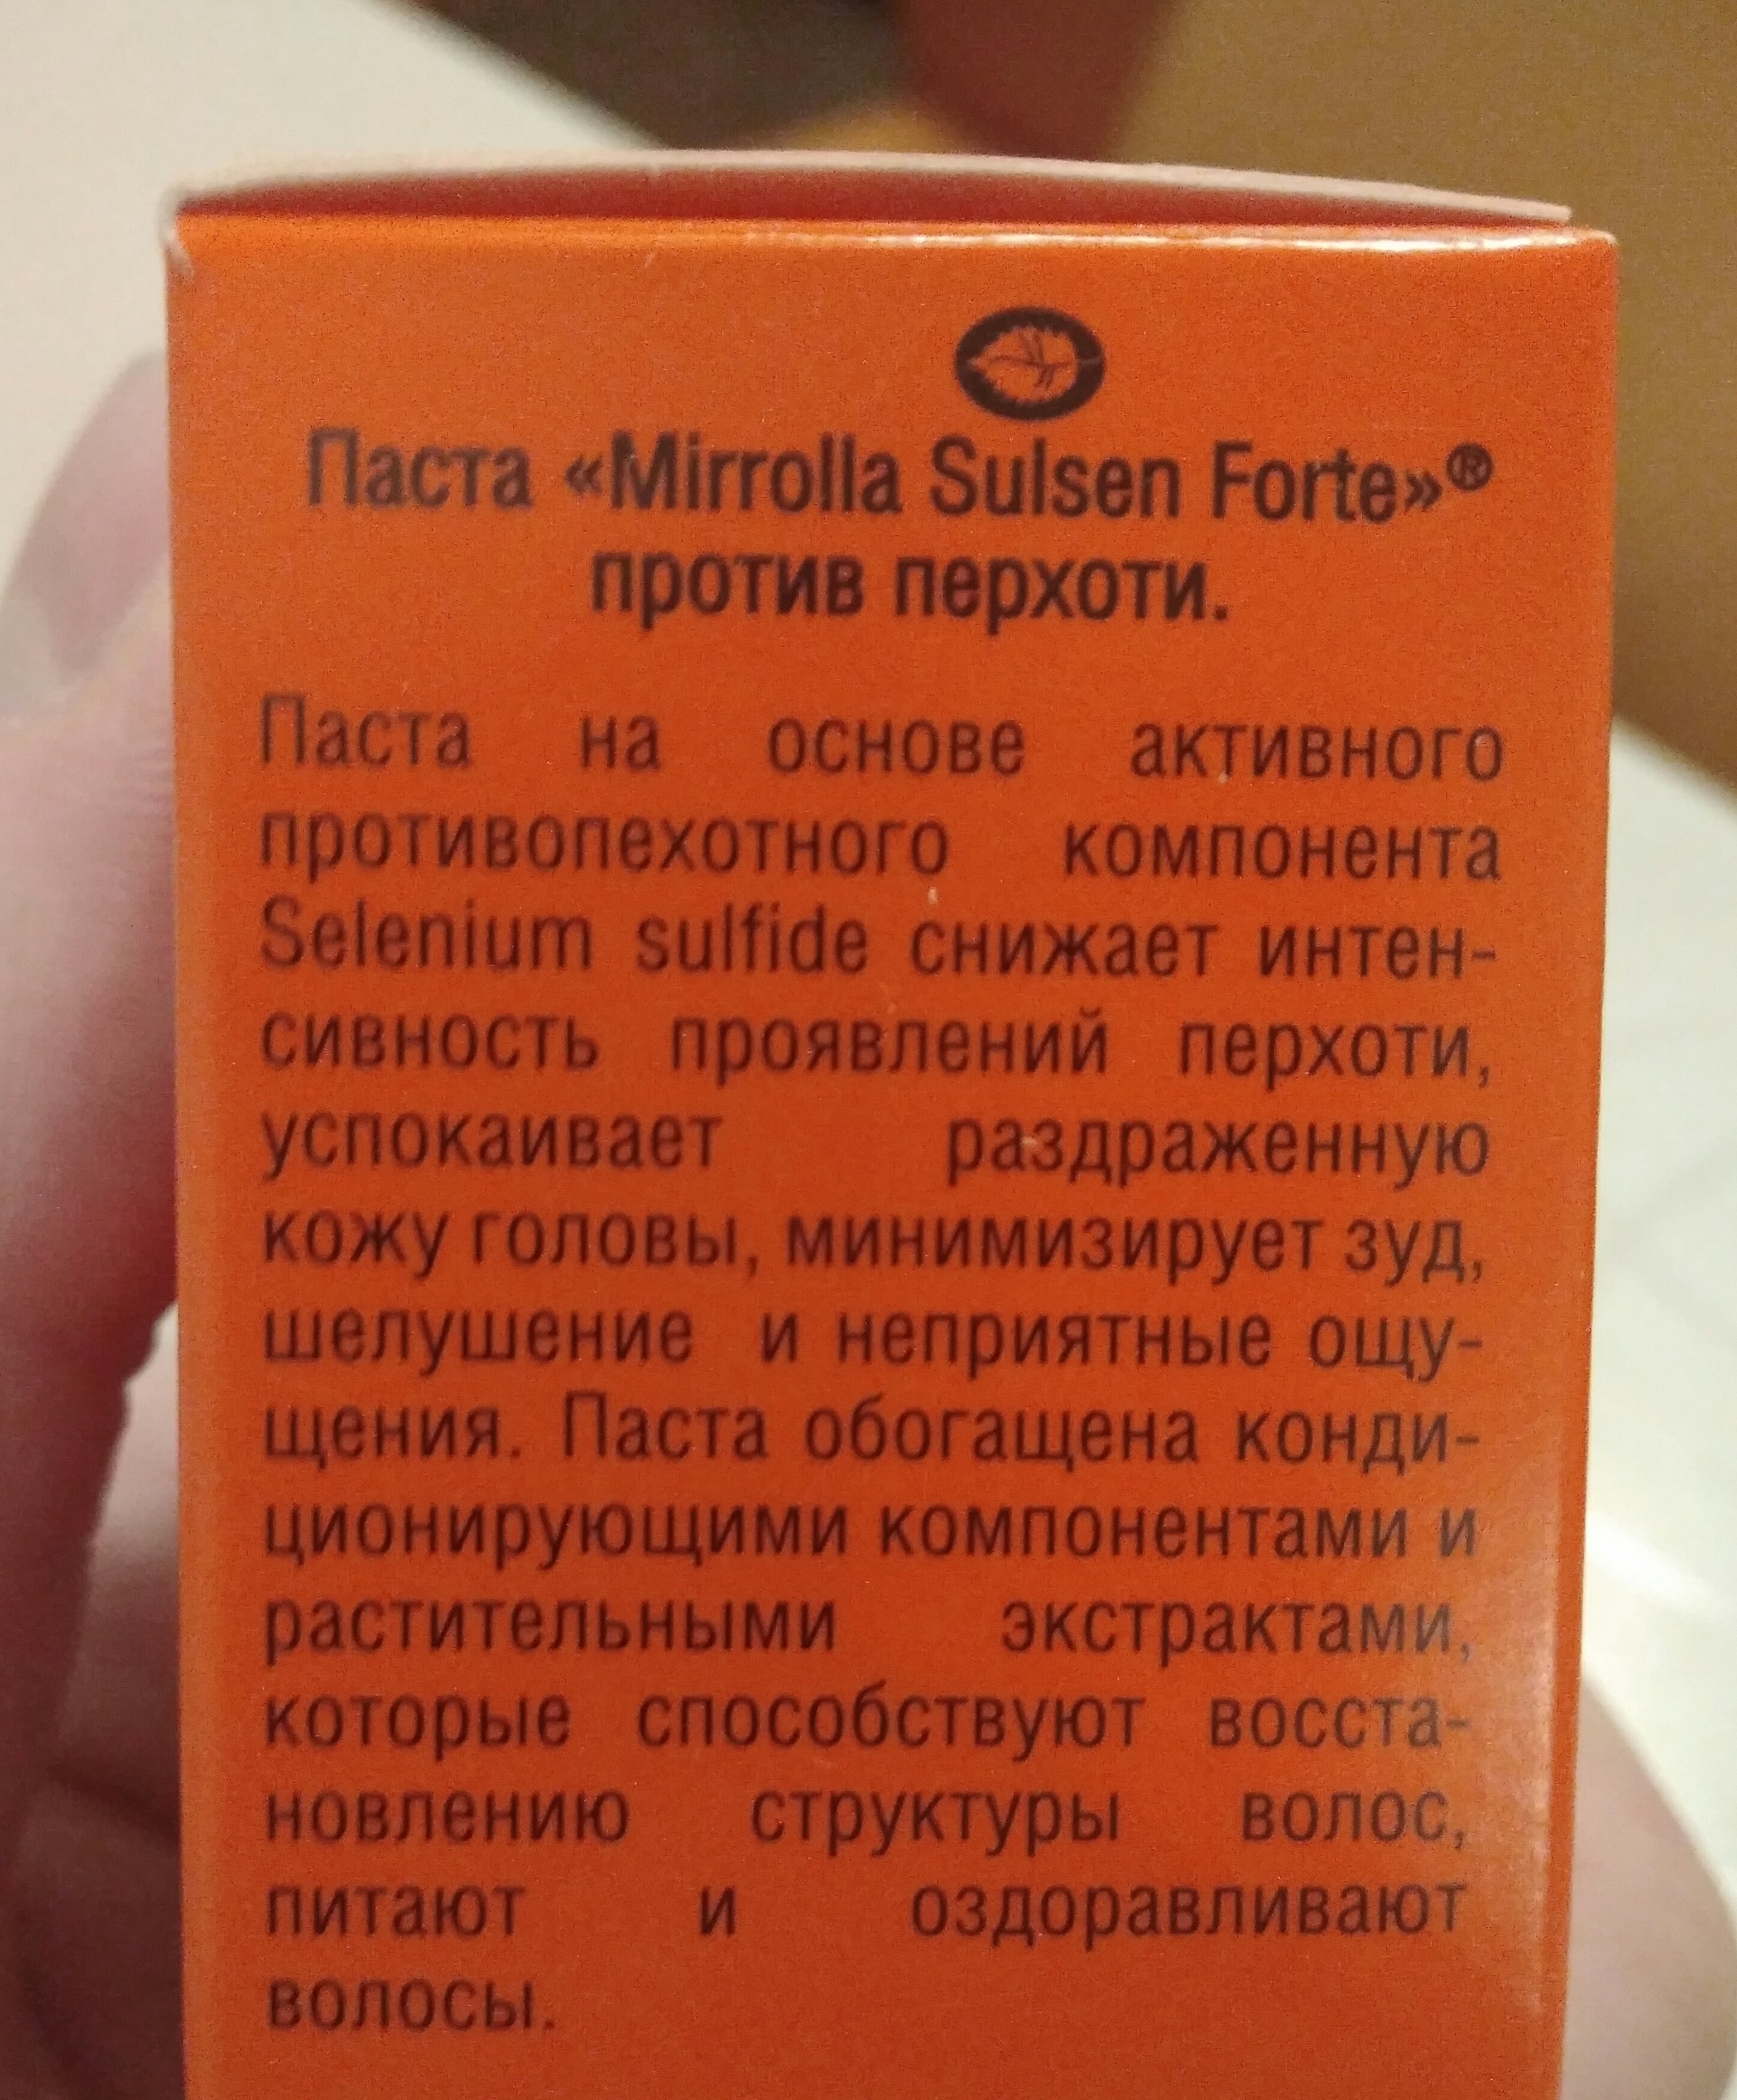 Паста «Mirrolla Sulsen Forte»®
против перхоти.
Паста на основе активного
противопехотного компонента
Selenium sulfide снижает интен-
сивность проявлений перхоти,
успокаивает раздраженную
кожу головы, минимизирует зуд,
шелушение и неприятные ощу-
щения. Паста обогащена конди-
ционирующими компонентами и
растительными экстрактами,
которые способствуют восста-
новлению структуры волос,
питают и оздоравливают
волосы.